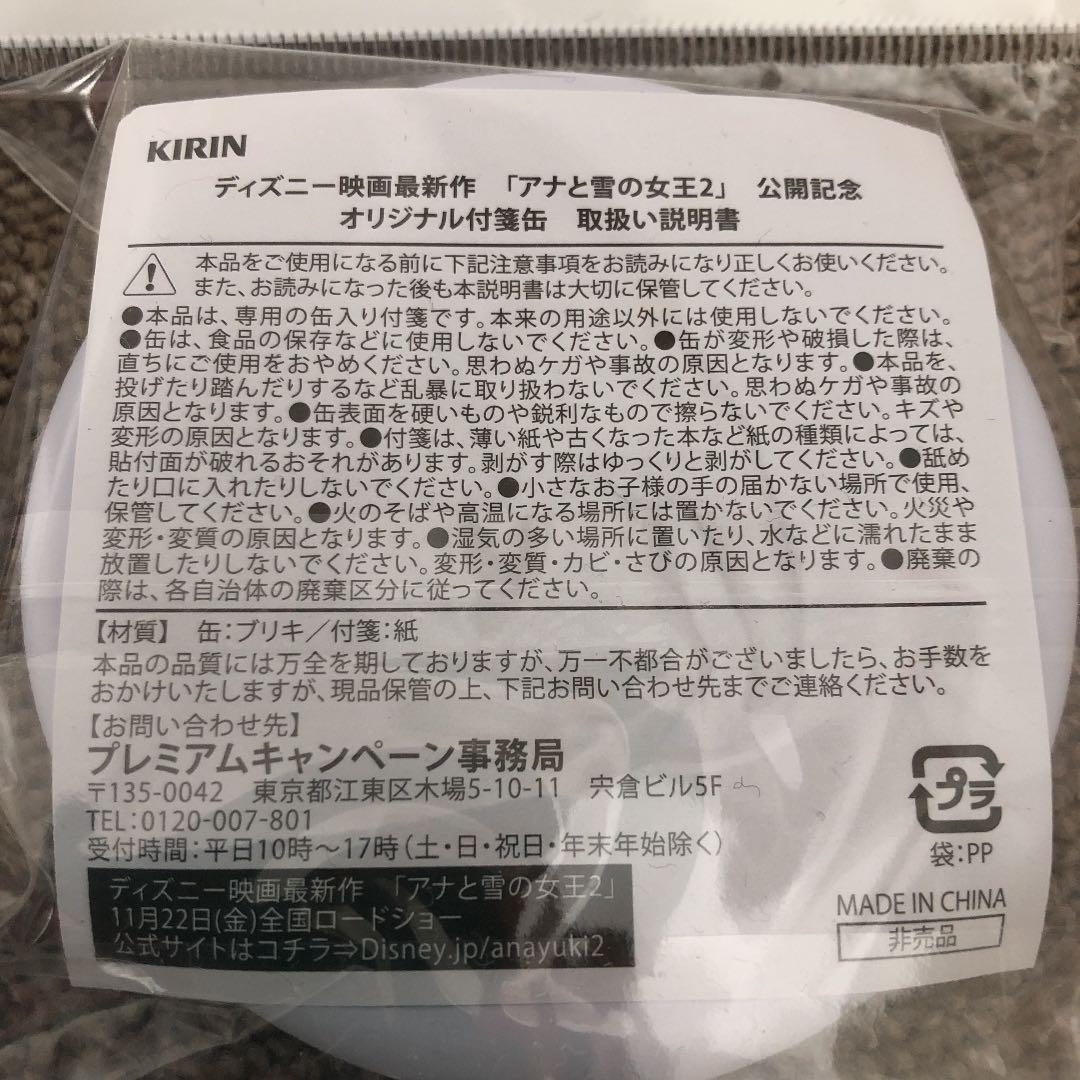 KIRIN
ディズニー映画最新作 「アナと雪の女王2」 公開記念
オリジナル付箋缶 取扱い説明書
本品をご使用になる前に下記注意事項をお読みになり正しくお使いください。
また、お読みになった後も本説明書は大切に保管してください。
●本品は、専用の缶入り付箋です。本来の用途以外には使用しないでください。
●缶は、食品の保存などに使用しないでください。●缶が変形や破損した際は、
直ちにご使用をおやめください。思わぬケガや事故の原因となります。●本品を、
投げたり踏んだりするなど乱暴に取り扱わないでください。思わぬケガや事故の
原因となります。●缶表面を硬いものや鋭利なもので擦らないでください。キズや
変形の原因となります。●付箋は、薄い紙や古くなった本など紙の種類によっては、
貼付面が破れるおそれがあります。剥がす際はゆっくりと剥がしてください。●舐め
たり口に入れたりしないでください。●小さなお子様の手の届かない場所で使用、
保管してください。●火のそばや高温になる場所には置かないでください。火災や
変形・変質の原因となります。●湿気の多い場所に置いたり、水などに濡れたまま
放置したりしないでください。変形・変質・カビ・さびの原因となります。●廃棄の
際は、各自治体の廃棄区分に従ってください。
【材質】 缶：ブリキ／付箋：紙
本品の品質には万全を期しておりますが、万一不都合がございましたら、お手数を
おかけいたしますが、現品保管の上、下記お問い合わせ先までご連絡ください。
【お問い合わせ先】
プレミアムキャンペーン事務局
〒135-0042 東京都江東区木場5-10-11 宍倉ビル5F
TEL：0120-007-801
受付時間：平日10時～17時（土・日・祝日・年末年始除く）
ディズニー映画最新作 「アナと雪の女王2」
11月22日(金)全国ロードショー
公式サイトはコチラ⇒Disney.jp/anayuki2
プラ
袋：PP
MADE IN CHINA
非売品